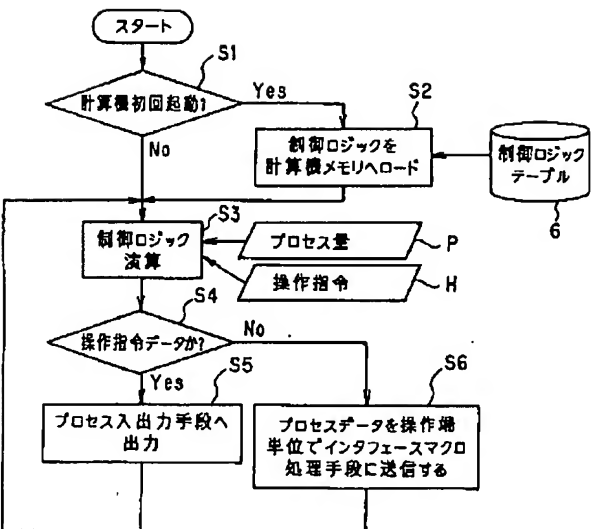 スタート
S1
計算機初回起動?
Yes
No
S2
制御ロジックを
計算機メモリへロード
制御ロジック
テーブル
6
S3
制御ロジック
演算
プロセス量
P
操作指令
H
S4
操作指令データか?
No
Yes
S5
プロセス入出力手段へ
出力
S6
プロセスデータを操作端
単位でインタフェースマクロ
処理手段に送信する